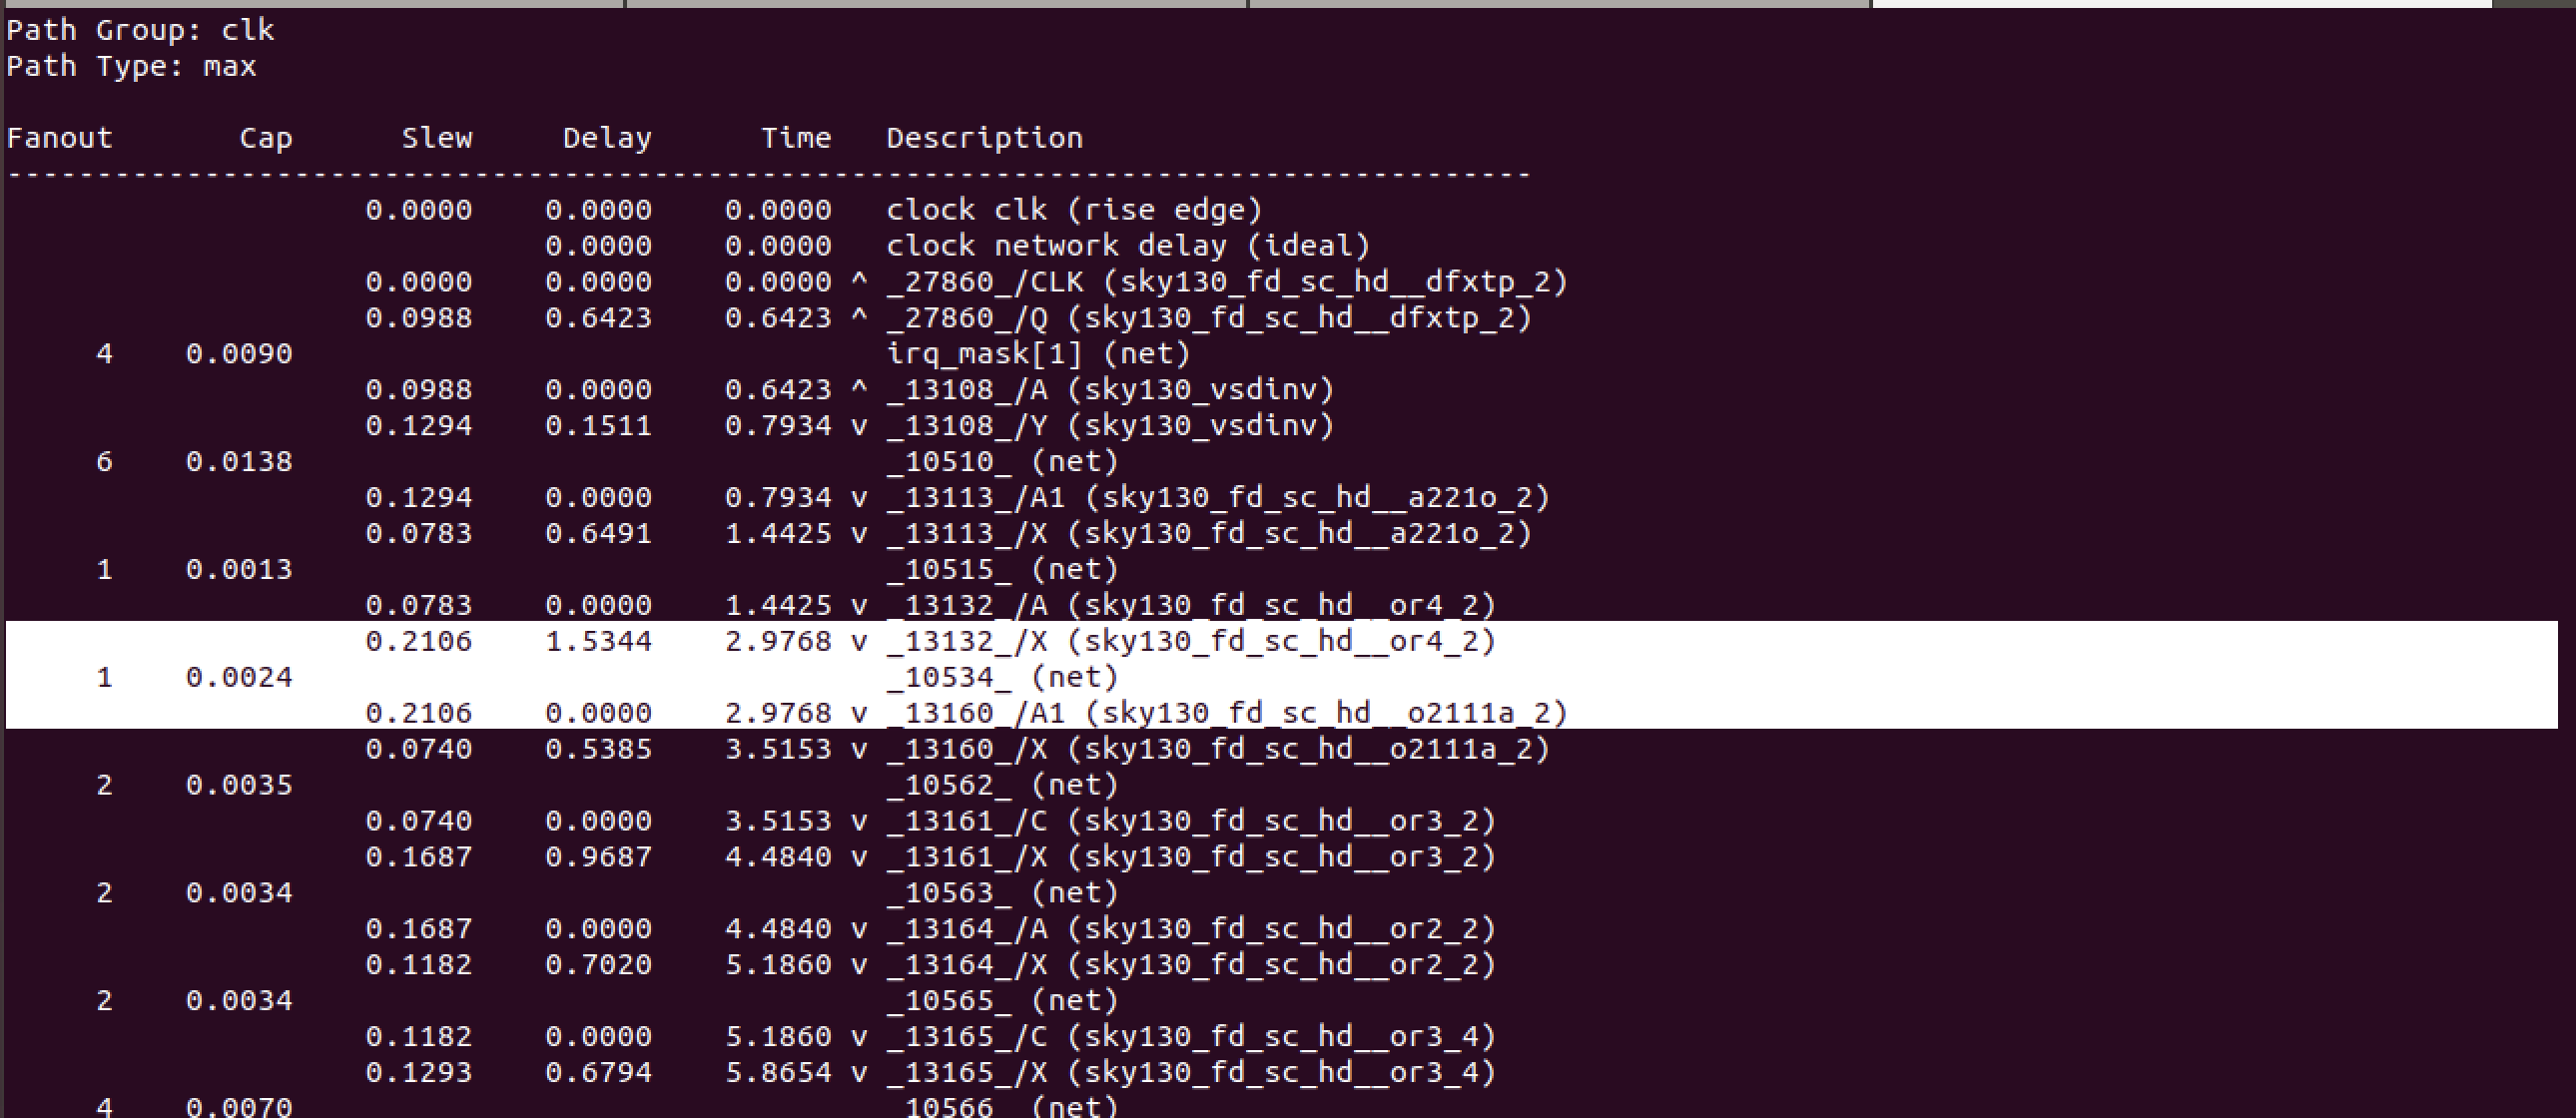 Path Group: clk
Path Type: max
Fanout Cap Slew Delay Time Description
-------------------------------------------------------------------------------------
0.0000 0.0000 0.0000 clock clk (rise edge)
0.0000 0.0000 clock network delay (ideal)
0.0000 0.0000 0.0000 ^ _27860_/CLK (sky130_fd_sc_hd__dfxtp_2)
0.0988 0.6423 0.6423 ^ _27860_/Q (sky130_fd_sc_hd__dfxtp_2)
4 0.0090 irq_mask[1] (net)
0.0988 0.0000 0.6423 ^ _13108_/A (sky130_vsdinv)
0.1294 0.1511 0.7934 v _13108_/Y (sky130_vsdinv)
6 0.0138 _10510_ (net)
0.1294 0.0000 0.7934 v _13113_/A1 (sky130_fd_sc_hd__a221o_2)
0.0783 0.6491 1.4425 v _13113_/X (sky130_fd_sc_hd__a221o_2)
1 0.0013 _10515_ (net)
0.0783 0.0000 1.4425 v _13132_/A (sky130_fd_sc_hd__or4_2)
0.2106 1.5344 2.9768 v _13132_/X (sky130_fd_sc_hd__or4_2)
1 0.0024 _10534_ (net)
0.2106 0.0000 2.9768 v _13160_/A1 (sky130_fd_sc_hd__o2111a_2)
0.0740 0.5385 3.5153 v _13160_/X (sky130_fd_sc_hd__o2111a_2)
2 0.0035 _10562_ (net)
0.0740 0.0000 3.5153 v _13161_/C (sky130_fd_sc_hd__or3_2)
0.1687 0.9687 4.4840 v _13161_/X (sky130_fd_sc_hd__or3_2)
2 0.0034 _10563_ (net)
0.1687 0.0000 4.4840 v _13164_/A (sky130_fd_sc_hd__or2_2)
0.1182 0.7020 5.1860 v _13164_/X (sky130_fd_sc_hd__or2_2)
2 0.0034 _10565_ (net)
0.1182 0.0000 5.1860 v _13165_/C (sky130_fd_sc_hd__or3_4)
0.1293 0.6794 5.8654 v _13165_/X (sky130_fd_sc_hd__or3_4)
4 0.0070 _10566_ (net)